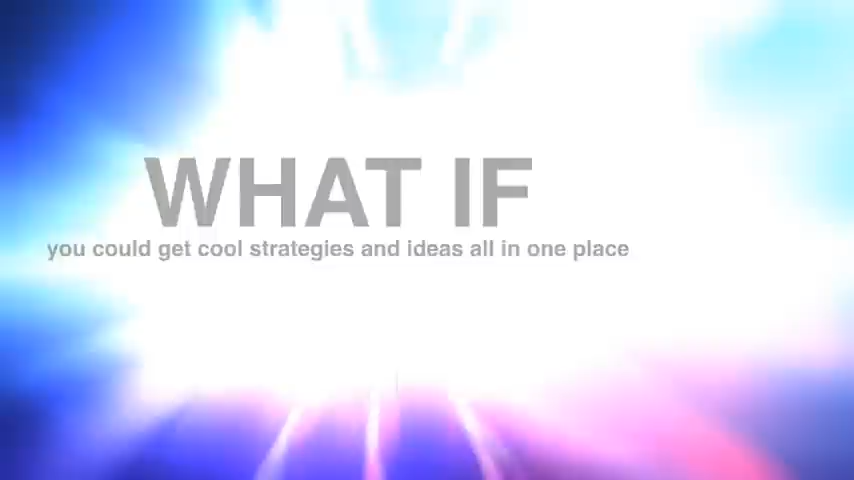 WHAT IF
you could get cool strategies and ideas all in one place